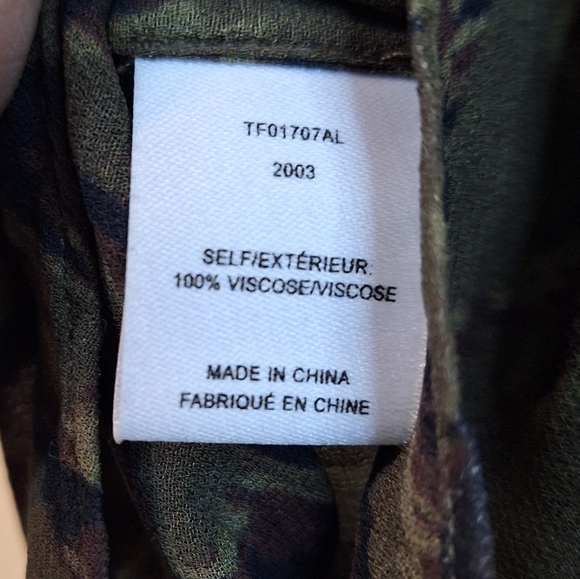 TF01707AL
2003
SELF/EXTÉRIEUR:
100% VISCOSE/VISCOSE
MADE IN CHINA
FABRIQUÉ EN CHINE